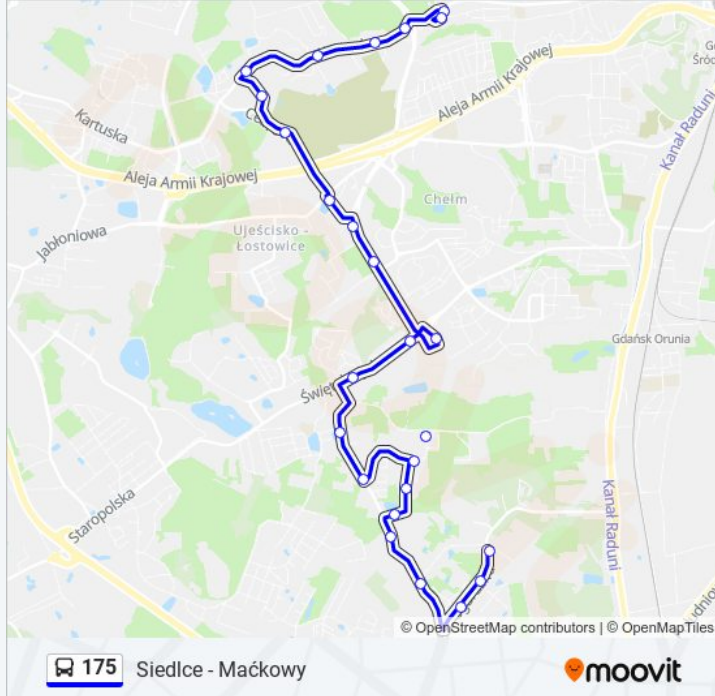 Aleja Armii Krajowej
Kartuska
Kanał Raduni
Aleja Armii Krajowej
Chełm
Jabłoniowa
Ujeścisko -
Łostowice
Gdańsk Orunia
Staropolska
Kanał Raduni
© OpenStreetMap contributors | © OpenMapTiles
175 Siedlce - Maćkowy
moovit